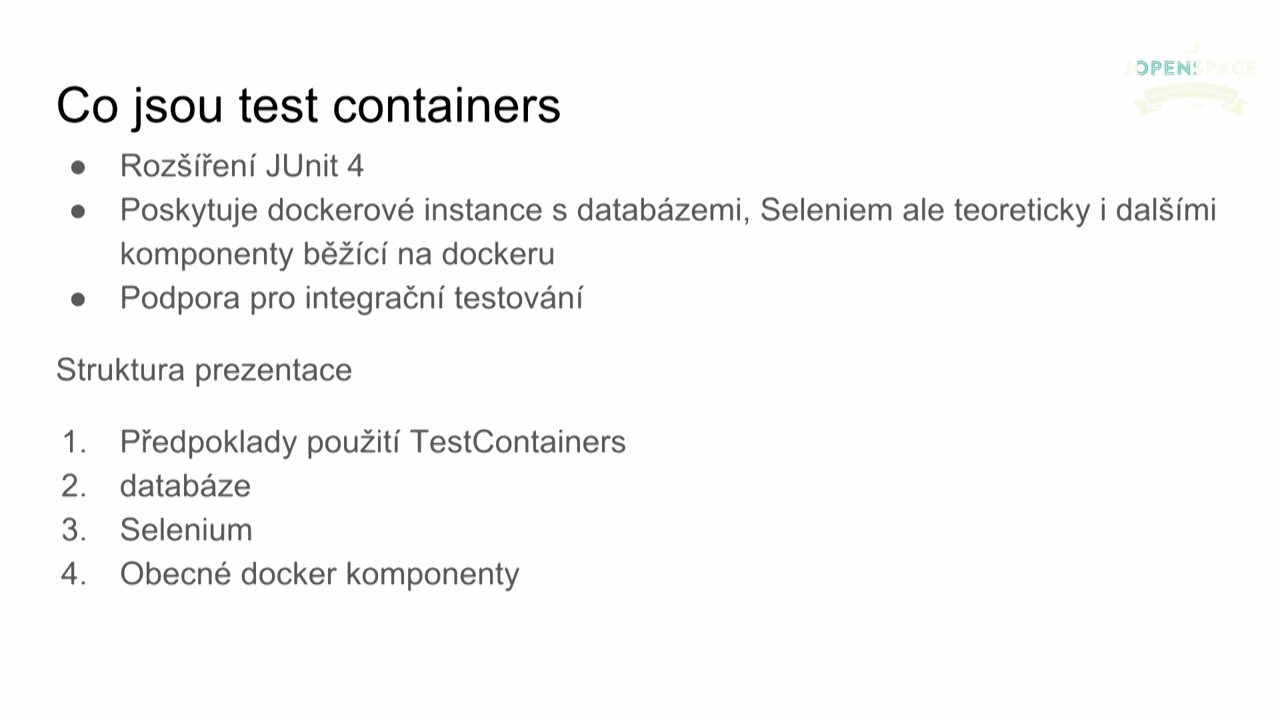 JOPENSPACE
Co jsou test containers
● Rozšíření JUnit 4
● Poskytuje dockerové instance s databázemi, Seleniem ale teoreticky i dalšími
komponenty běžící na dockeru
● Podpora pro integrační testování
Struktura prezentace
1. Předpoklady použití TestContainers
2. databáze
3. Selenium
4. Obecné docker komponenty